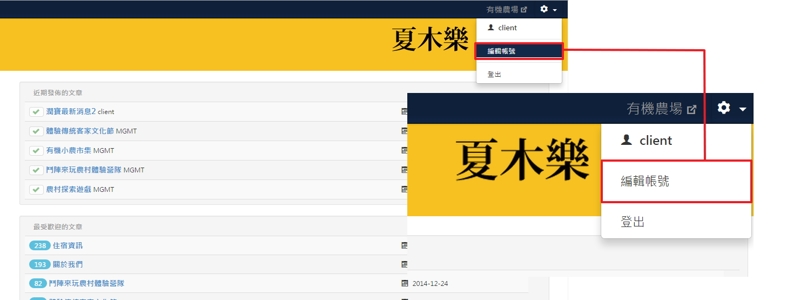 有機農場
client
夏木樂
編輯帳號
登出
近期發佈的文章
潤寶最新消息2 client
體驗傳統客家文化節 MGMT
有機小農市集 MGMT
鬥陣來玩農村體驗營隊 MGMT
農村探索遊戲 MGMT
最受歡迎的文章
238 住宿資訊
193 關於我們
82 鬥陣來玩農村體驗營隊
2014-12-24
有機農場
client
夏木樂
編輯帳號
登出